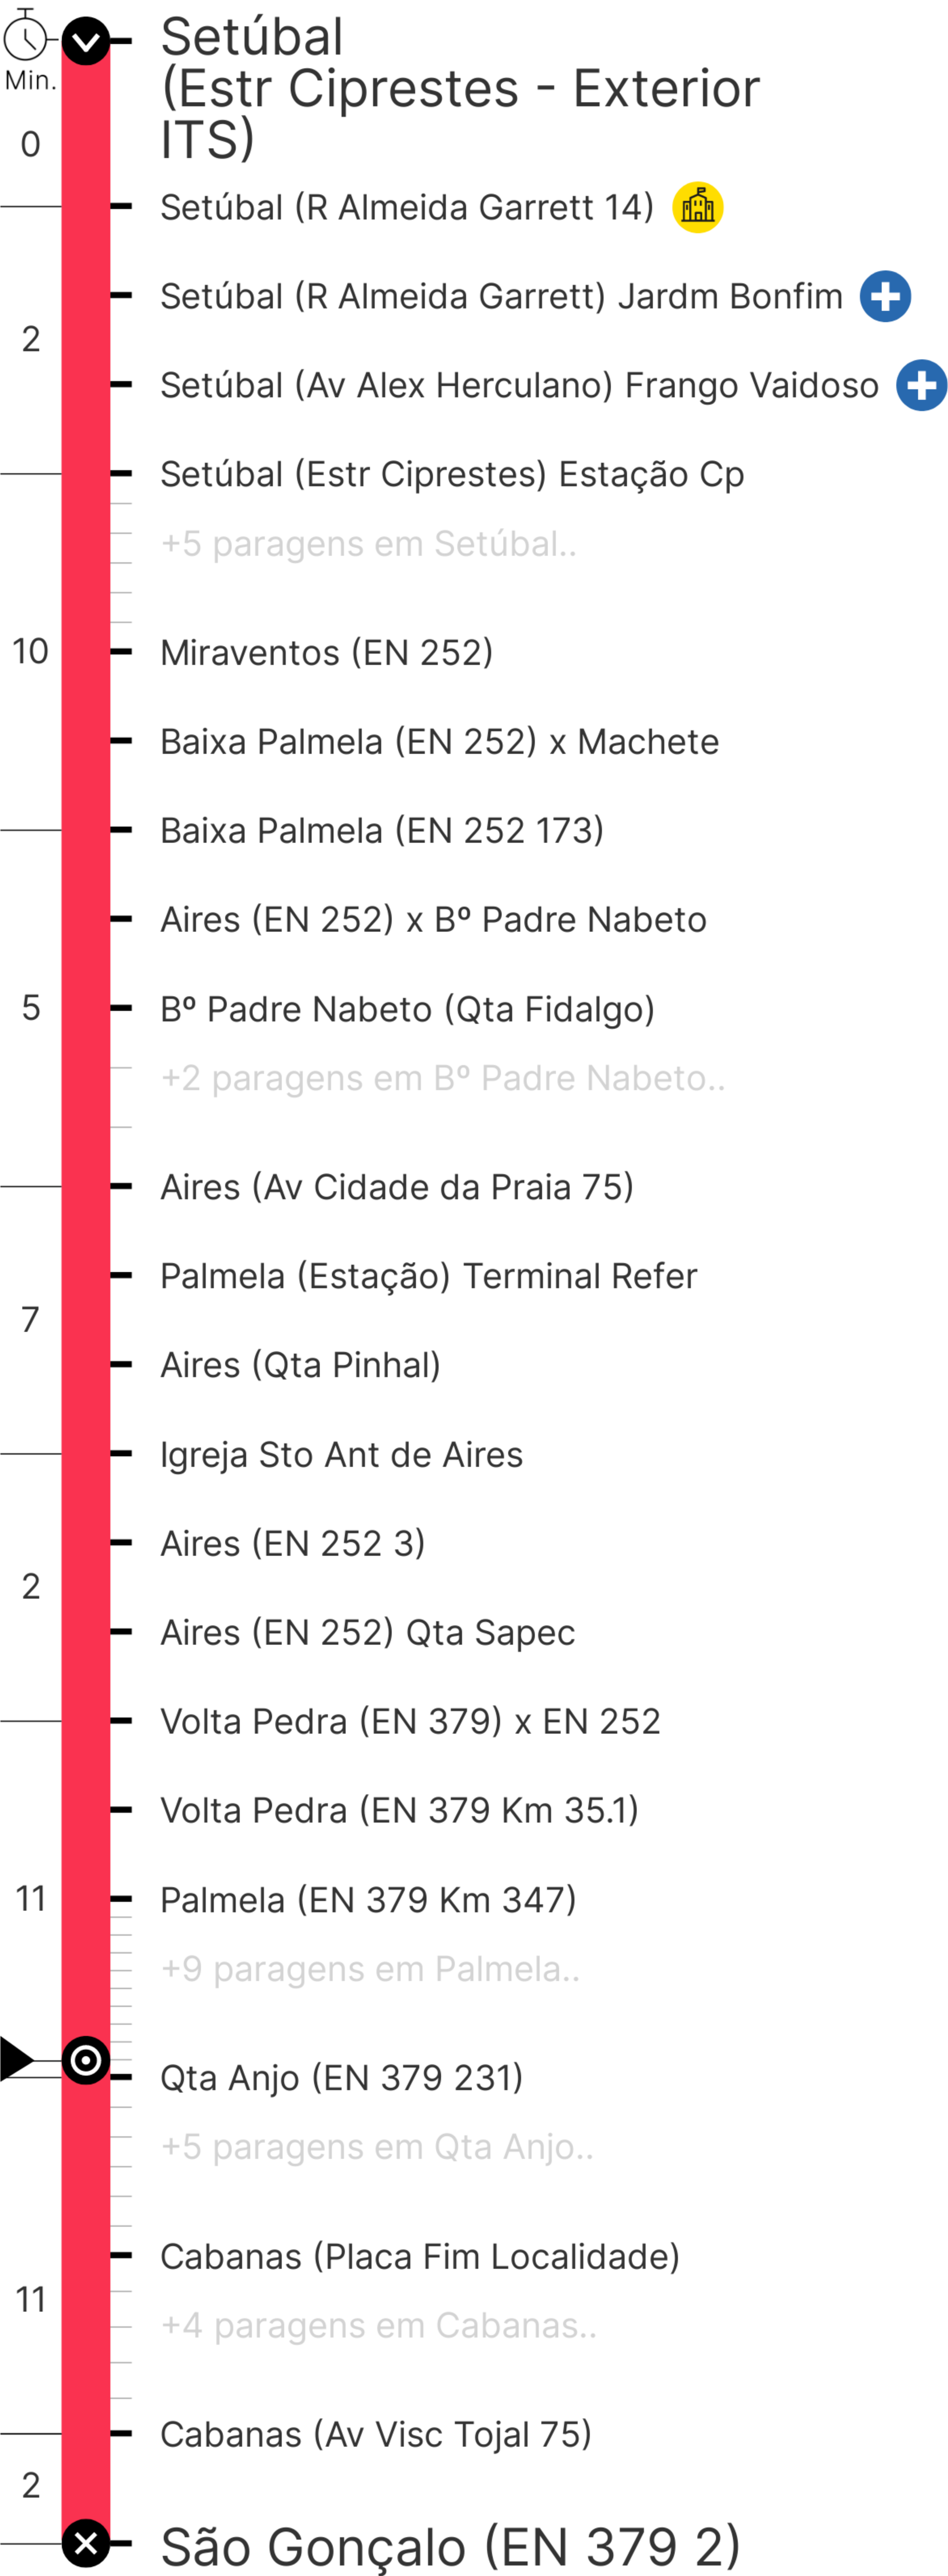 Setúbal
(Estr Ciprestes - Exterior
ITS)
Min.
0
Setúbal (R Almeida Garrett 14)
Setúbal (R Almeida Garrett) Jardm Bonfim
2
Setúbal (Av Alex Herculano) Frango Vaidoso
Setúbal (Estr Ciprestes) Estação Cp
+5 paragens em Setúbal..
10
Miraventos (EN 252)
Baixa Palmela (EN 252) x Machete
Baixa Palmela (EN 252 173)
Aires (EN 252) x Bº Padre Nabeto
5
Bº Padre Nabeto (Qta Fidalgo)
+2 paragens em Bº Padre Nabeto..
Aires (Av Cidade da Praia 75)
Palmela (Estação) Terminal Refer
7
Aires (Qta Pinhal)
Igreja Sto Ant de Aires
Aires (EN 252 3)
2
Aires (EN 252) Qta Sapec
Volta Pedra (EN 379) x EN 252
Volta Pedra (EN 379 Km 35.1)
11
Palmela (EN 379 Km 347)
+9 paragens em Palmela..
Qta Anjo (EN 379 231)
+5 paragens em Qta Anjo..
Cabanas (Placa Fim Localidade)
11
+4 paragens em Cabanas..
Cabanas (Av Visc Tojal 75)
2
São Gonçalo (EN 379 2)